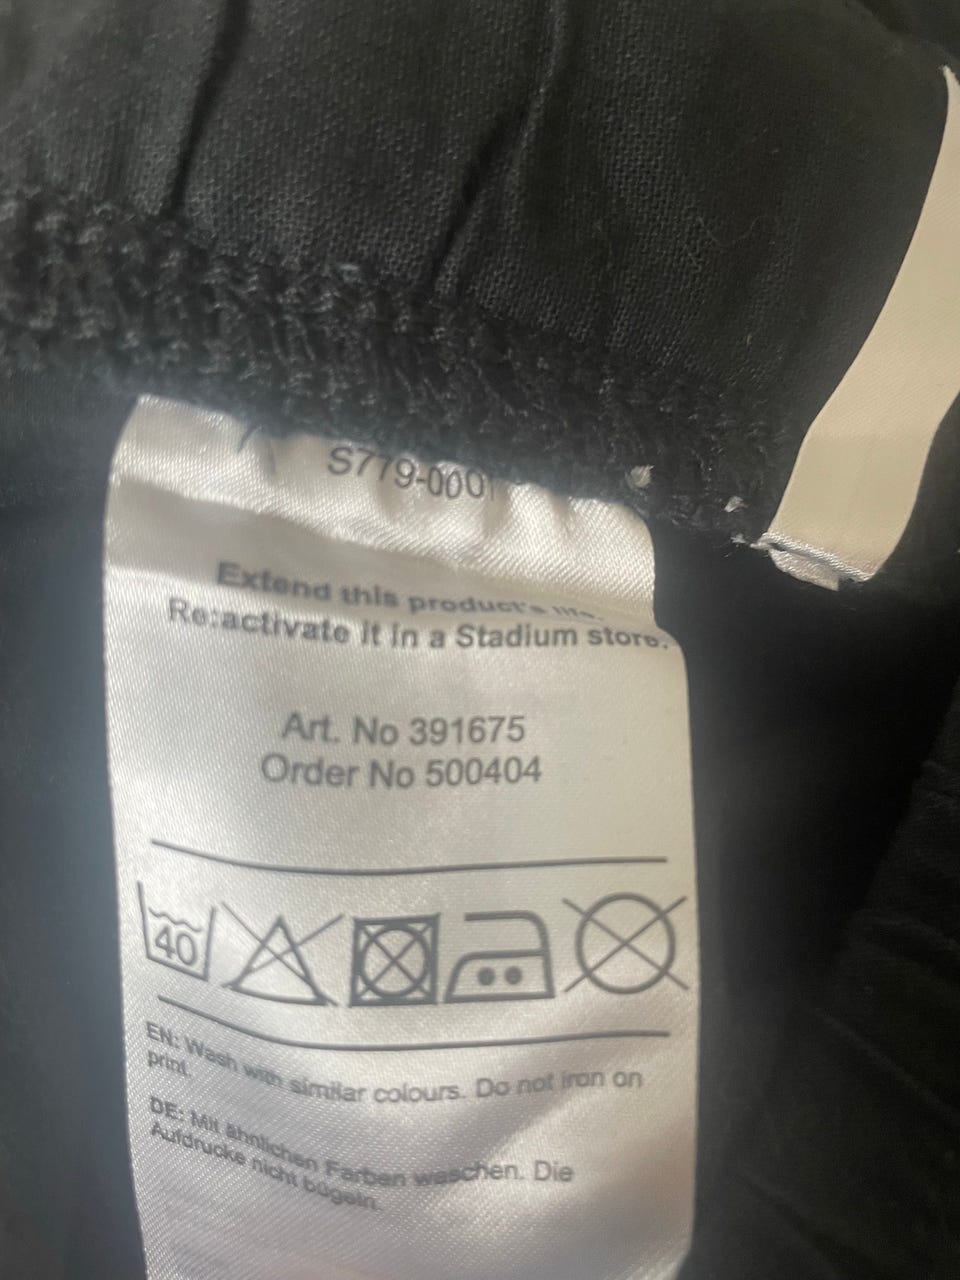 S779-0001
Extend this product's life.
Re:activate it in a Stadium store.
Art. No 391675
Order No 500404
40
EN: Wash with similar colours. Do not iron on
print.
DE: Mit ähnlichen Farben waschen. Die
Aufdrucke nicht bügeln.